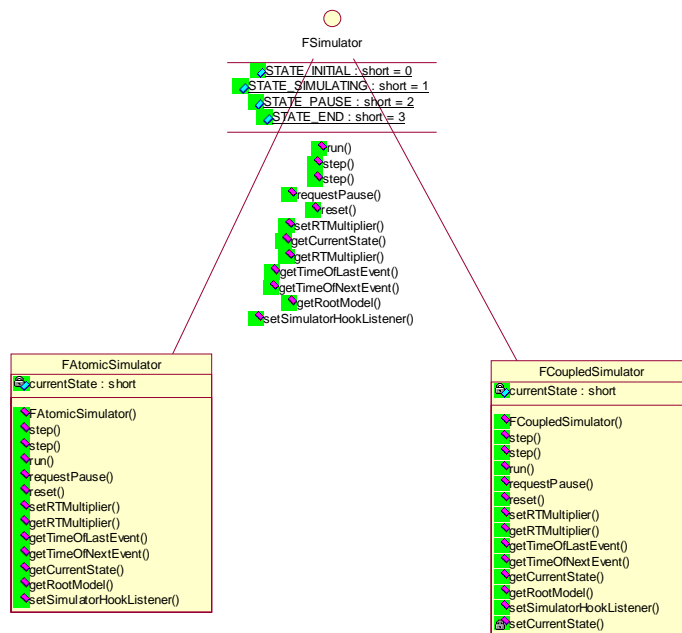 FSimulator
STATE_INITIAL : short = 0
STATE_SIMULATING : short = 1
STATE_PAUSE : short = 2
STATE_END : short = 3
run()
step()
step()
requestPause()
reset()
setRTMultiplier()
getCurrentState()
getRTMultiplier()
getTimeOfLastEvent()
getTimeOfNextEvent()
getRootModel()
setSimulatorHookListener()
FAtomicSimulator
currentState : short
FAtomicSimulator()
step()
step()
run()
requestPause()
reset()
setRTMultiplier()
getRTMultiplier()
getTimeOfLastEvent()
getTimeOfNextEvent()
getCurrentState()
getRootModel()
setSimulatorHookListener()
FCoupledSimulator
currentState : short
FCoupledSimulator()
step()
step()
run()
requestPause()
reset()
setRTMultiplier()
getRTMultiplier()
getTimeOfLastEvent()
getTimeOfNextEvent()
getCurrentState()
getRootModel()
setSimulatorHookListener()
setCurrentState()